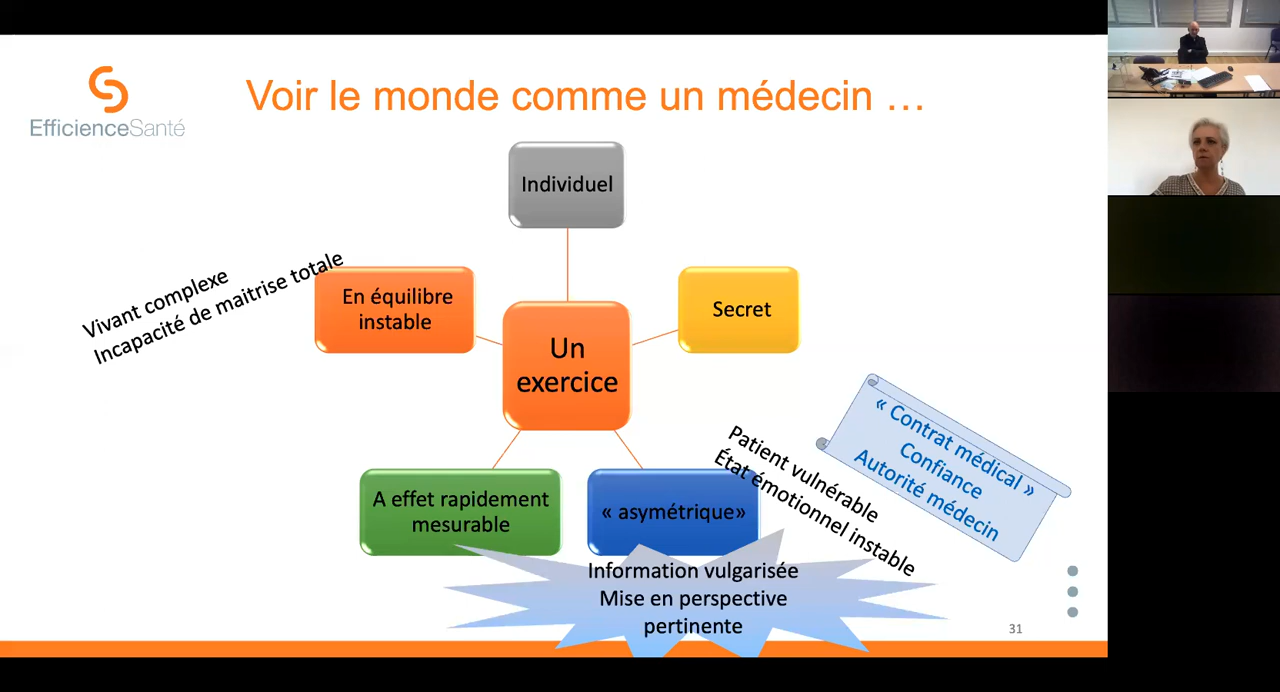 EfficienceSanté
Voir le monde comme un médecin …
Individuel
Vivant complexe
Incapacité de maitrise totale
En équilibre
instable
Secret
Un
exercice
« Contrat médical »
Confiance
Autorité médecin
Patient vulnérable
État émotionnel instable
A effet rapidement
mesurable
« asymétrique»
Information vulgarisée
Mise en perspective
pertinente
31